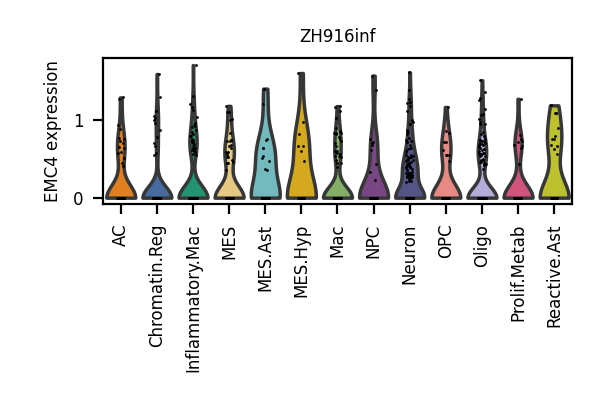 ZH916inf
EMC4 expression
1
0
AC
Chromatin.Reg
Inflammatory.Mac
MES
MES.Ast
MES.Hyp
Mac
NPC
Neuron
OPC
Oligo
Prolif.Metab
Reactive.Ast